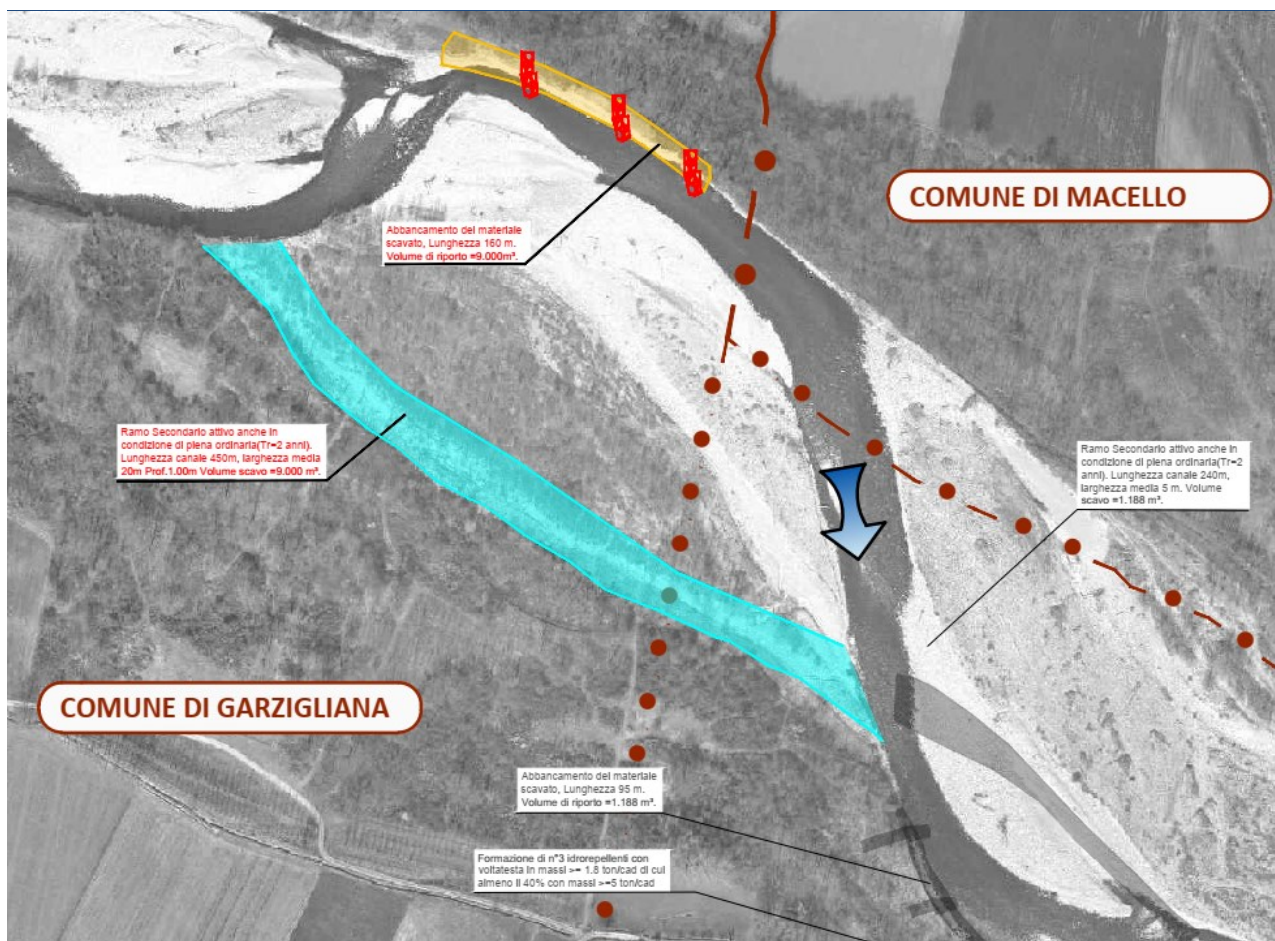 COMUNE DI MACELLO
Abbancamento del materiale
scavato, Lunghezza 160 m.
Volume di riporto =9.000m³.
Ramo Secondario attivo anche in
condizione di piena ordinaria(Tr=2 anni).
Lunghezza canale 450m, larghezza media
20m Prof.1.00m Volume scavo =9.000 m³.
Ramo Secondario attivo anche in
condizione di piena ordinaria(Tr=2
anni). Lunghezza canale 240m,
larghezza media 5 m. Volume
scavo =1.188 m³.
COMUNE DI GARZIGLIANA
Abbancamento del materiale
scavato, Lunghezza 95 m.
Volume di riporto =1.188 m³.
Formazione di n°3 idrorepellenti con
voltatesta in massi >= 1.8 ton/cad di cui
almeno il 40% con massi >=5 ton/cad